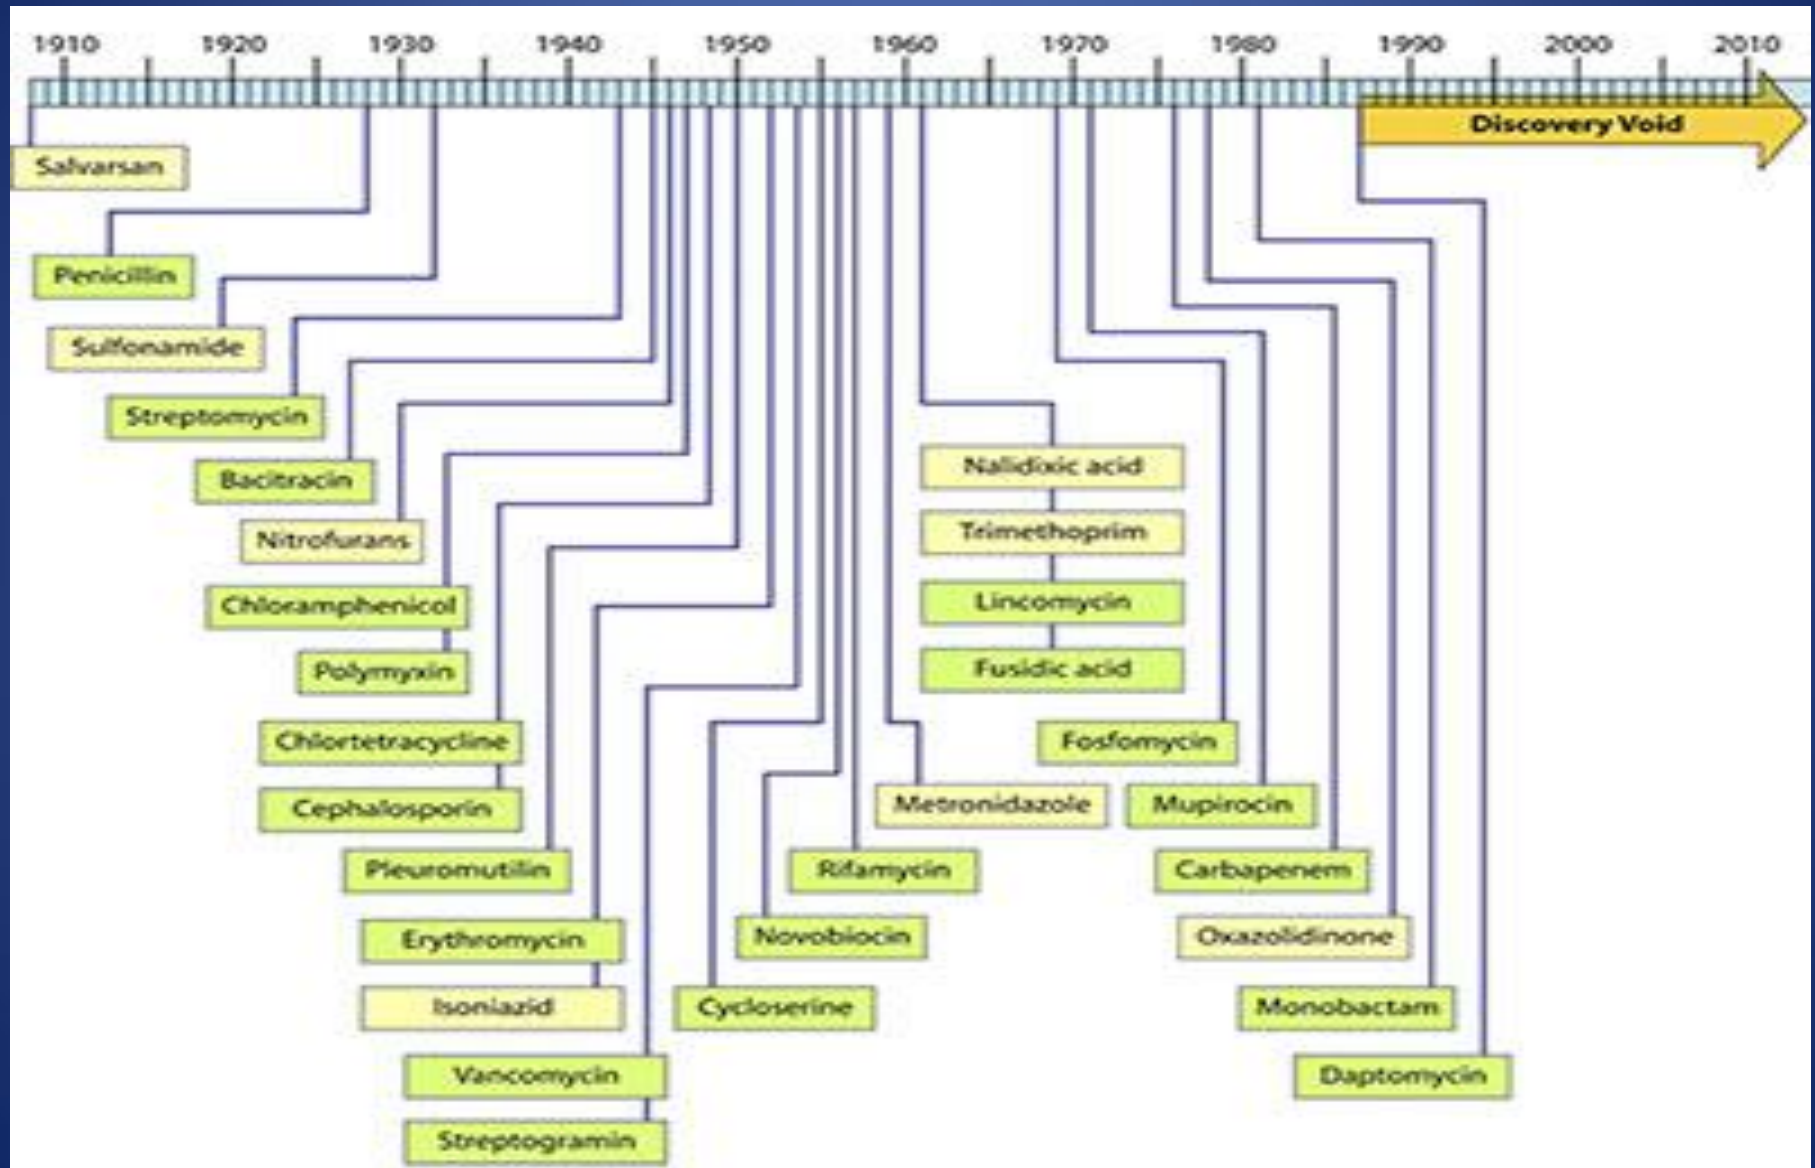 1910 1920 1930 1940 1950 1960 1970 1980 1990 2000 2010
Discovery Void
Salvarsan
Penicillin
Sulfonamide
Streptomycin
Bacitracin
Nitrofurans
Chloramphenicol
Polymyxin
Chlortetracycline
Cephalosporin
Pleuromutilin
Erythromycin
Isoniazid
Vancomycin
Streptogramin
Cycloserine
Novobiocin
Rifamycin
Metronidazole
Nalidixic acid
Trimethoprim
Lincomycin
Fusidic acid
Fosfomycin
Mupirocin
Carbapenem
Oxazolidinone
Monobactam
Daptomycin